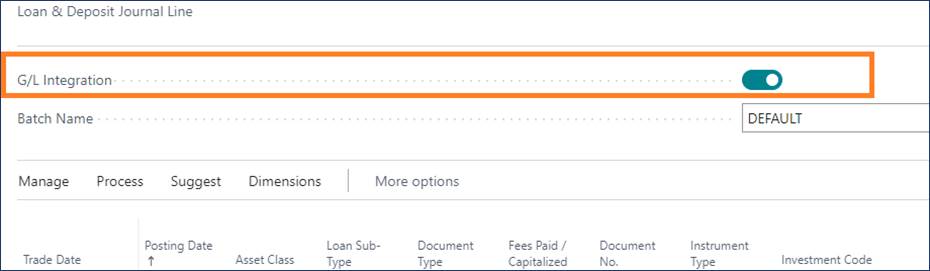 Loan & Deposit Journal Line
G/L Integration
Batch Name DEFAULT
Manage Process Suggest Dimensions More options
Trade Date Posting Date ↑ Asset Class Loan Sub-Type Document Type Fees Paid / Capitalized Document No. Instrument Type Investment Code